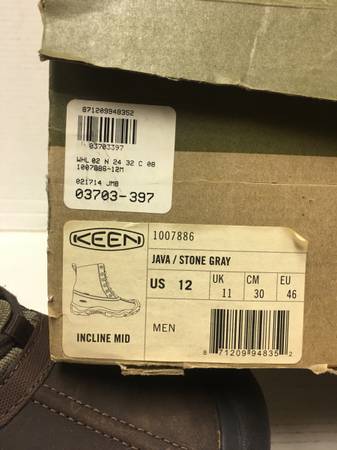 871209948352
03703397
WHL 02 N 24 32 C 08
1007886-12M
021714 JMB
03703-397
KEEN
1007886
JAVA / STONE GRAY
US 12
UK 11
CM 30
EU 46
INCLINE MID
MEN
8 71209 94835 2